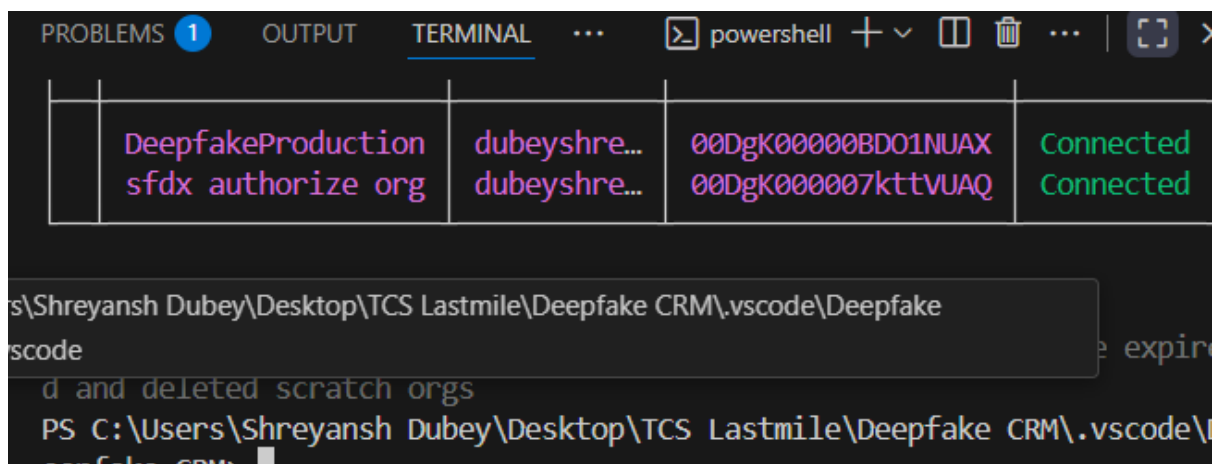 PROBLEMS 1 OUTPUT TERMINAL ... powershell
DeepfakeProduction dubeyshre… 00DgK00000BDO1NUAX Connected
sfdx authorize org dubeyshre… 00DgK000007kttVUAQ Connected
rs\Shreyansh Dubey\Desktop\TCS Lastmile\Deepfake CRM\.vscode\Deepfake
vscode
e expire
d and deleted scratch orgs
PS C:\Users\Shreyansh Dubey\Desktop\TCS Lastmile\Deepfake CRM\.vscode\D
eepfake CRM>